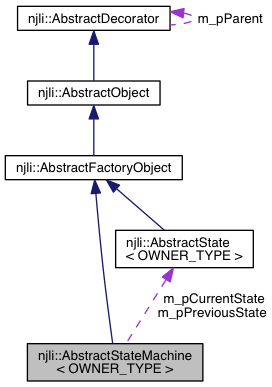 njli::AbstractDecorator
m_pParent
njli::AbstractObject
njli::AbstractFactoryObject
njli::AbstractState
< OWNER_TYPE >
m_pCurrentState
m_pPreviousState
njli::AbstractStateMachine
< OWNER_TYPE >